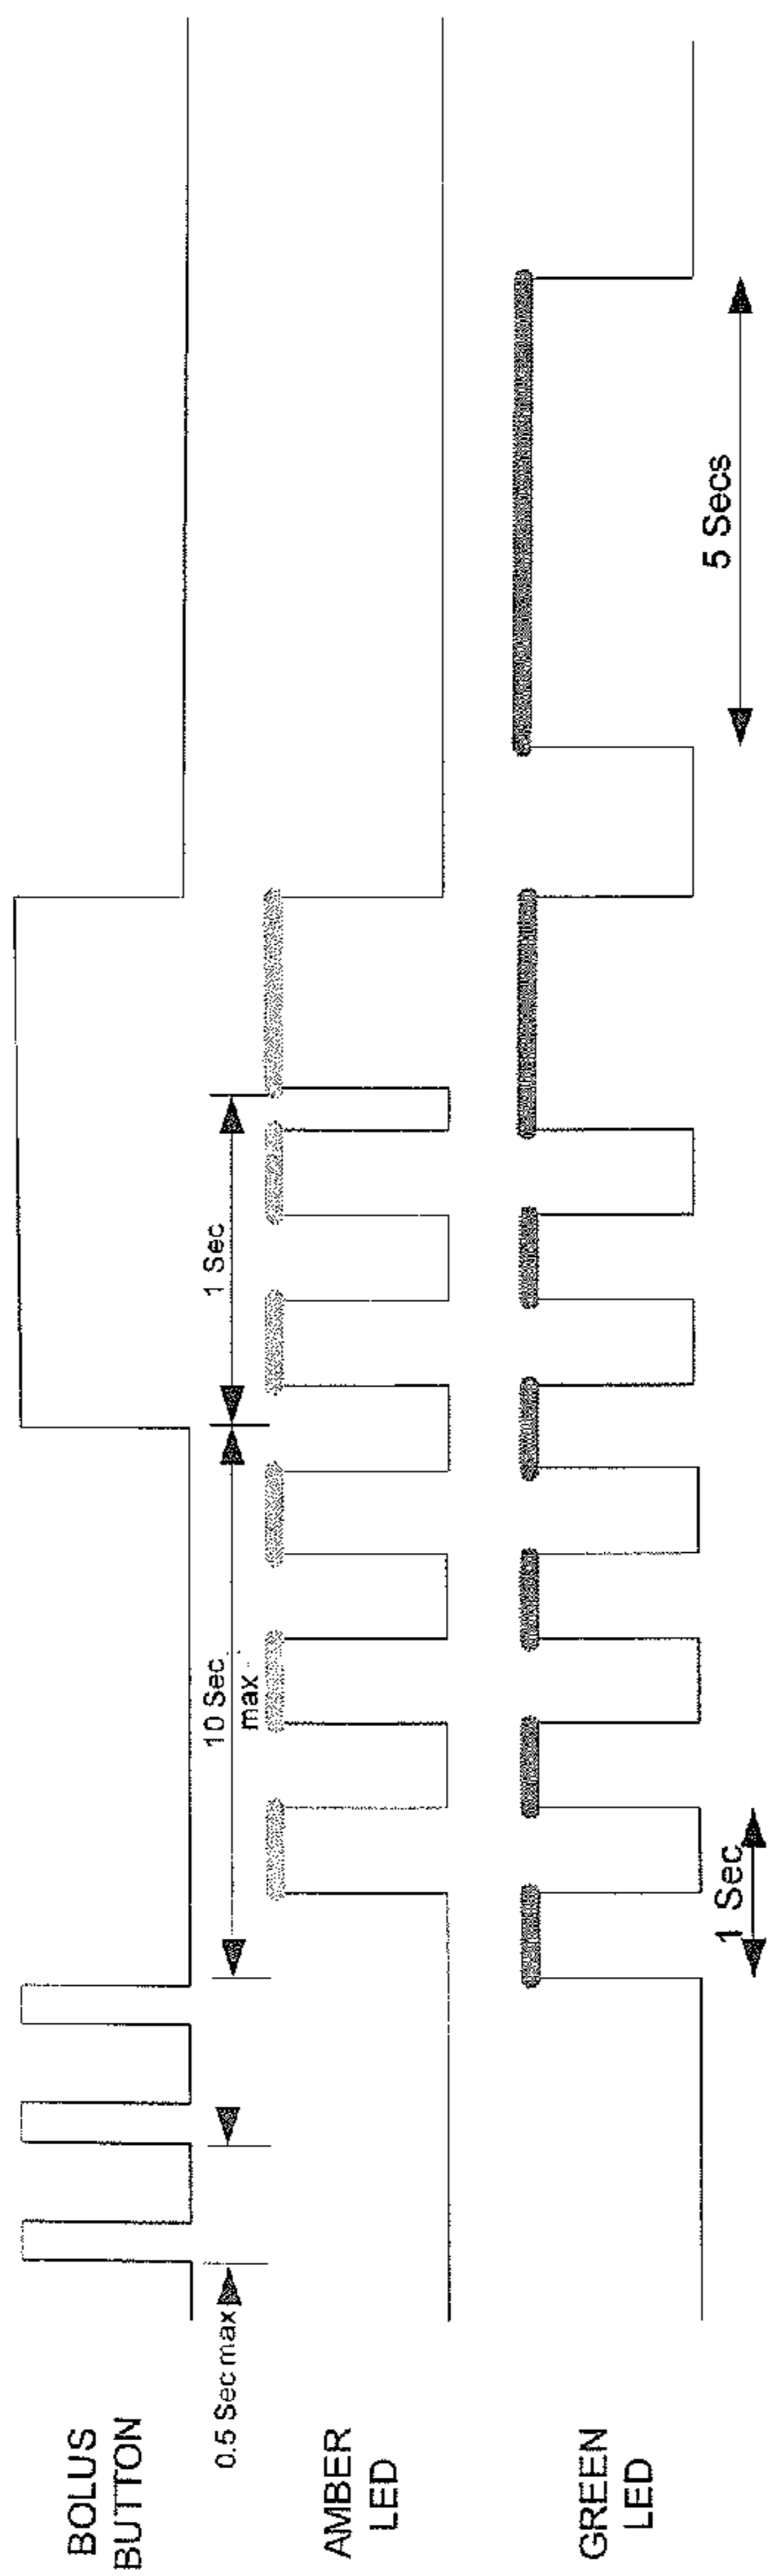 BOLUS
BUTTON
0.5 Sec max
10 Sec
max
1 Sec
AMBER
LED
GREEN
LED
1 Sec
5 Secs